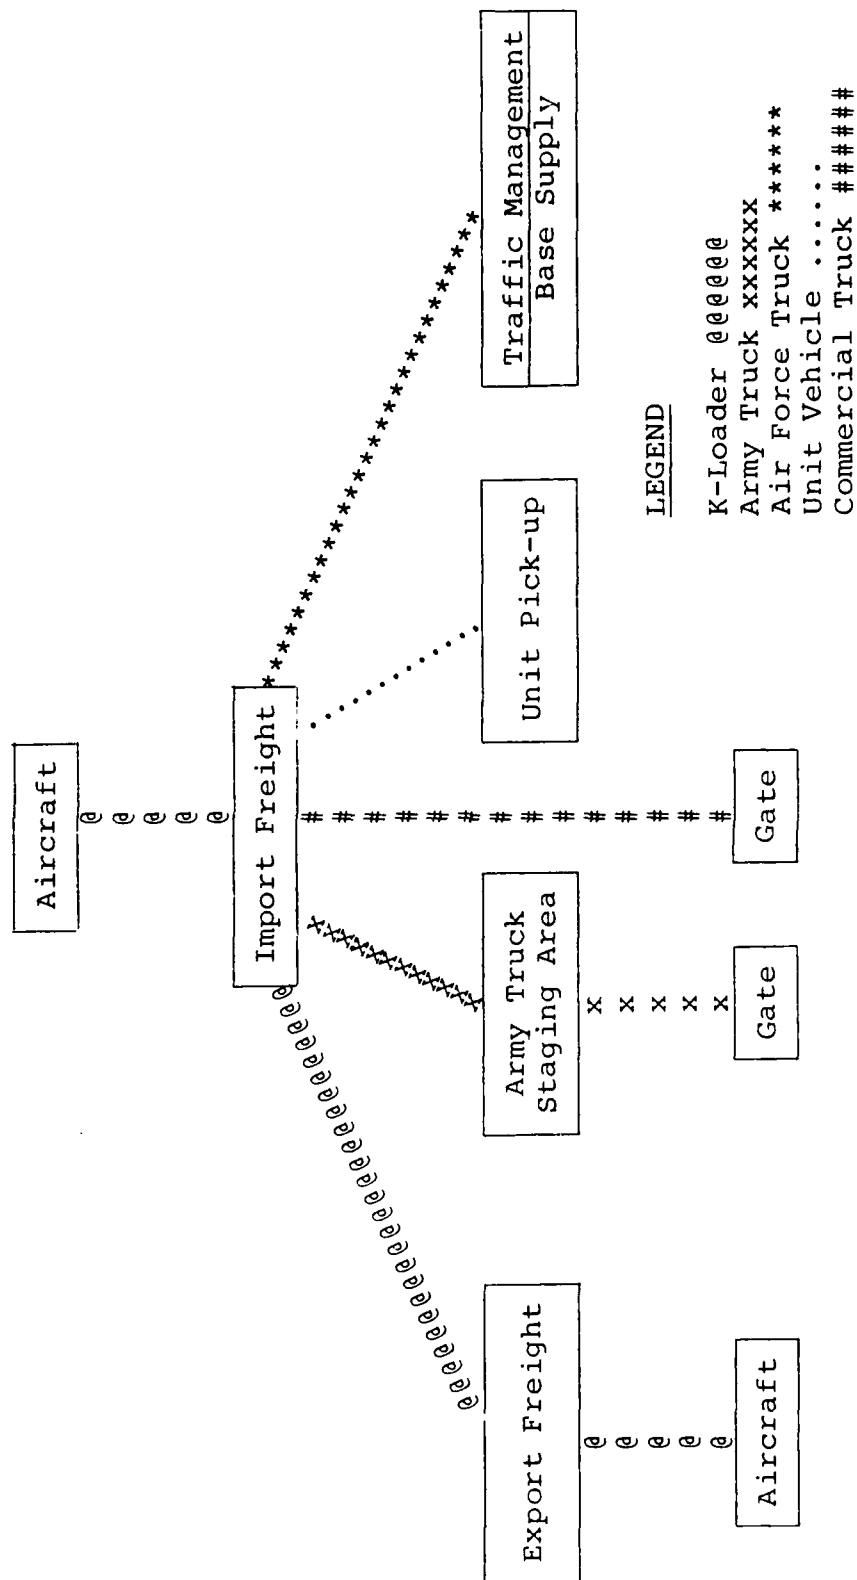 Aircraft
Import Freight
Export Freight
Army Truck
Staging Area
Unit Pick-up
Traffic Management
Base Supply
Aircraft
Gate
Gate
LEGEND
K-Loader @@@@@@
Army Truck xxxxxx
Air Force Truck ******
Unit Vehicle ......
Commercial Truck ######